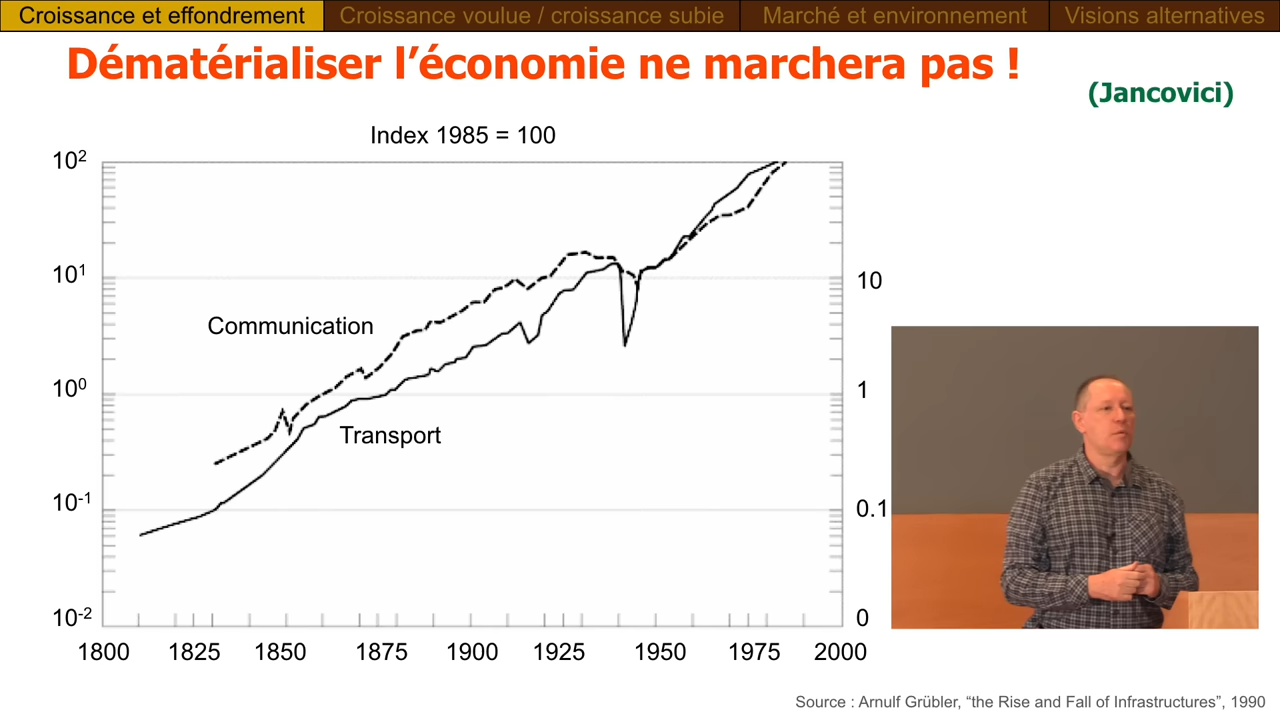 Croissance et effondrement
Croissance voulue / croissance subie
Marché et environnement
Visions alternatives
Dématérialiser l’économie ne marchera pas !
(Jancovici)
Index 1985 = 100
10²
10¹
10⁰
10⁻¹
10⁻²
Communication
Transport
10
1
0.1
0
1800 1825 1850 1875 1900 1925 1950 1975 2000
Source : Arnulf Grübler, “the Rise and Fall of Infrastructures”, 1990